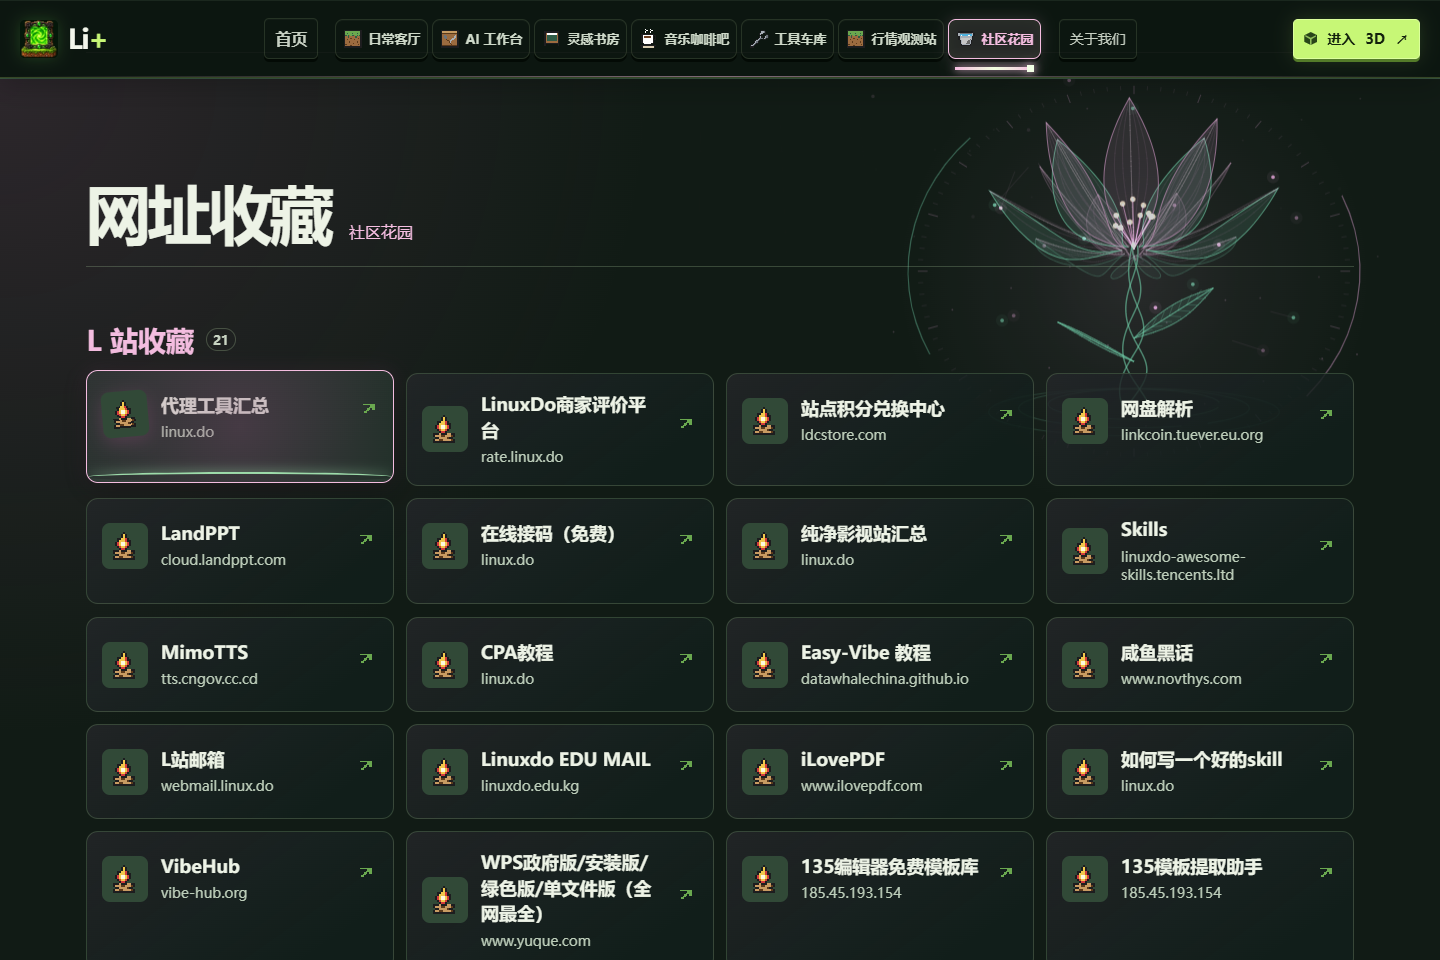 Li+
首页
日常客厅
AI 工作台
灵感书房
音乐咖啡吧
工具车库
行情观测站
社区花园
关于我们
进入 3D ↗
网址收藏
社区花园
L 站收藏
21
代理工具汇总
linux.do
LinuxDo商家评价平
台
rate.linux.do
站点积分兑换中心
ldcstore.com
网盘解析
linkcoin.tuever.eu.org
LandPPT
cloud.landppt.com
在线接码（免费）
linux.do
纯净影视站汇总
linux.do
Skills
linuxdo-awesome-
skills.tencents.ltd
MimoTTS
tts.cngov.cc.cd
CPA教程
linux.do
Easy-Vibe 教程
datawhalechina.github.io
咸鱼黑话
www.novthys.com
L站邮箱
webmail.linux.do
Linuxdo EDU MAIL
linuxdo.edu.kg
iLovePDF
www.ilovepdf.com
如何写一个好的skill
linux.do
VibeHub
vibe-hub.org
WPS政府版/安装版/
绿色版/单文件版（全
网最全）
www.yuque.com
135编辑器免费模板库
185.45.193.154
135模板提取助手
185.45.193.154